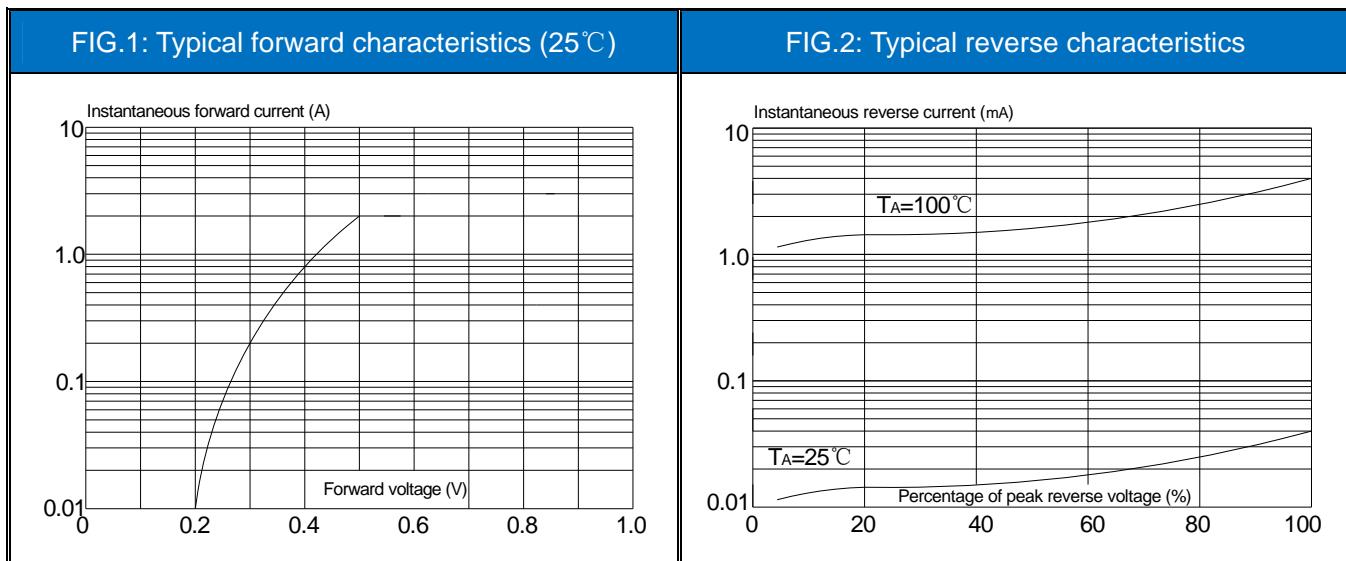 FIG.1: Typical forward characteristics (25℃)
Instantaneous forward current (A)
10
1.0
0.1
0.01
Forward voltage (V)
0 0.2 0.4 0.6 0.8 1.0
FIG.2: Typical reverse characteristics
Instantaneous reverse current (mA)
10
TA=100℃
1.0
0.1
TA=25℃
0.01
Percentage of peak reverse voltage (%)
0 20 40 60 80 100